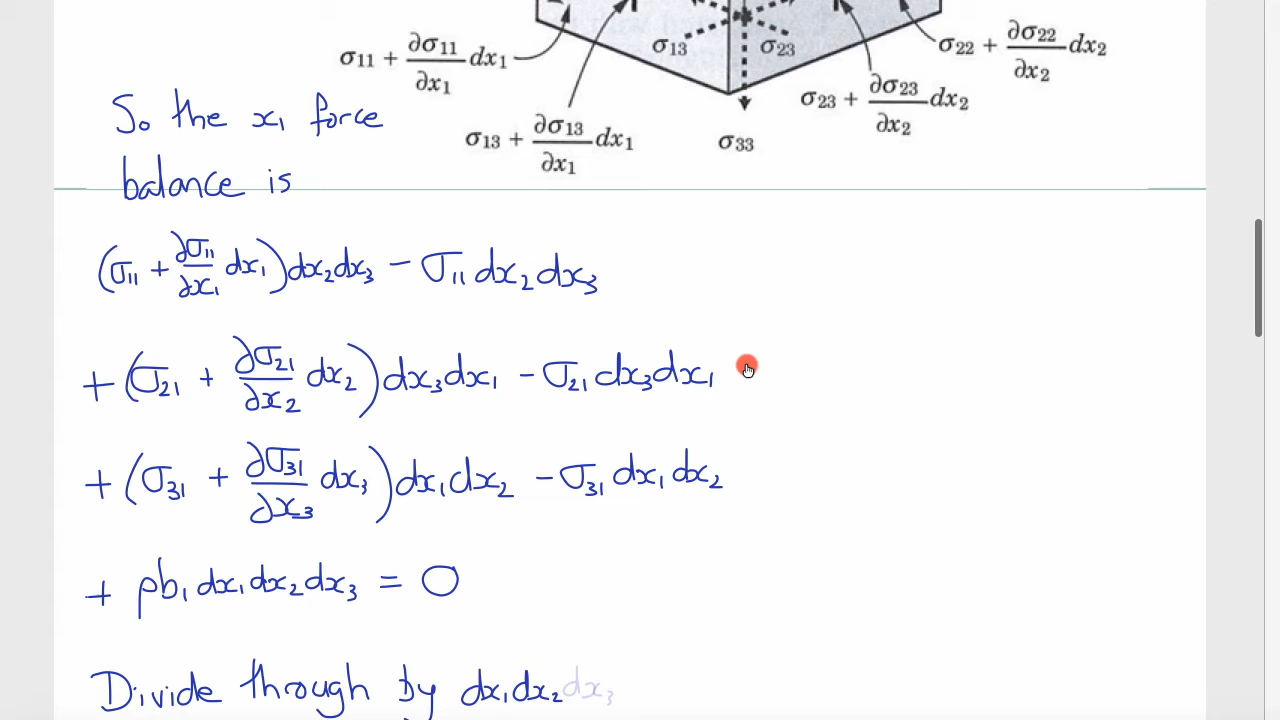 σ13 σ23
σ11 + ∂σ11/∂x1 dx1
σ22 + ∂σ22/∂x2 dx2
σ13 + ∂σ13/∂x1 dx1
σ33
σ23 + ∂σ23/∂x2 dx2
So the x1 force
balance is
(σ11 + ∂σ11/∂x1 dx1) dx2dx3 − σ11 dx2dx3
+ (σ21 + ∂σ21/∂x2 dx2) dx3dx1 − σ21 dx3dx1
+ (σ31 + ∂σ31/∂x3 dx3) dx1dx2 − σ31 dx1dx2
+ ρb1 dx1dx2dx3 = 0
Divide through by dx1dx2dx3